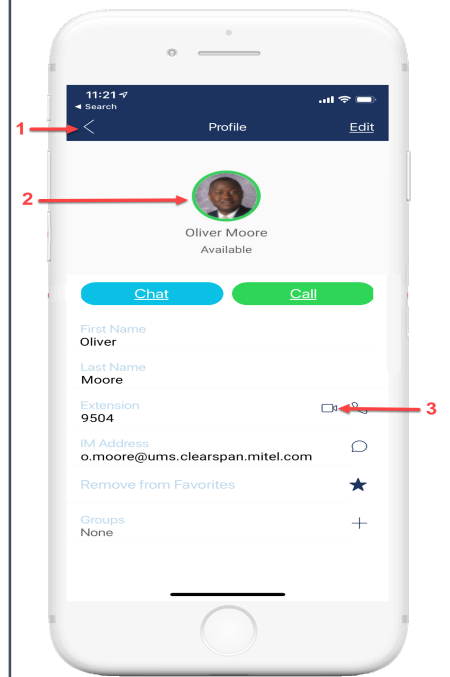 11:21
Search
1
Profile
Edit
2
Oliver Moore
Available
Chat
Call
First Name
Oliver
Last Name
Moore
Extension
9504
3
IM Address
o.moore@ums.clearspan.mitel.com
Remove from Favorites
Groups
None